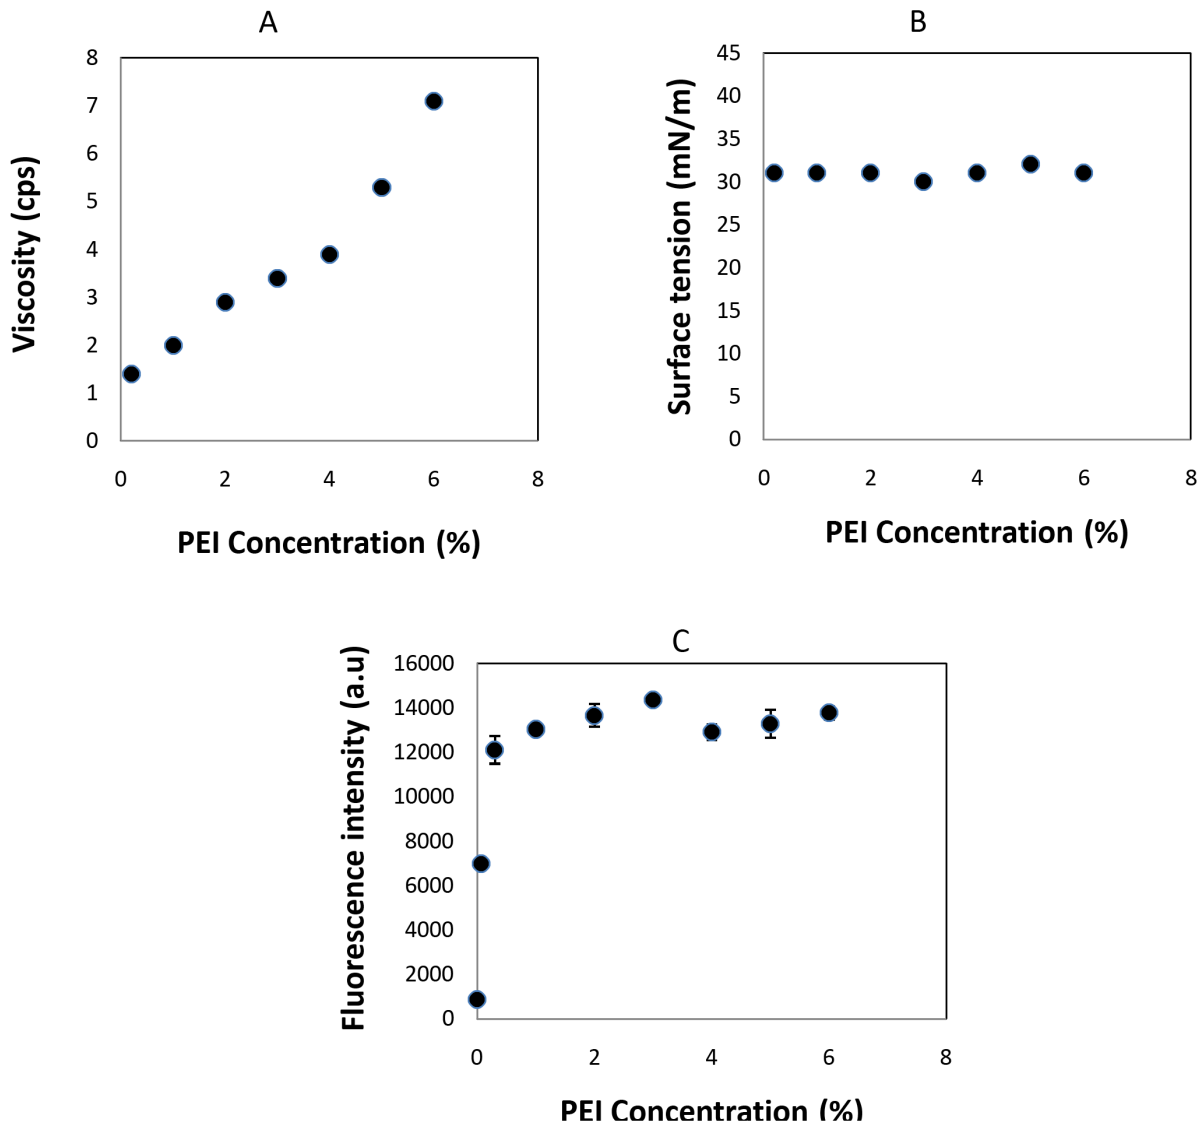 A
8
7
6
5
4
3
2
1
0
0 2 4 6 8
Viscosity (cps)
PEI Concentration (%)
B
45
40
35
30
25
20
15
10
5
0
0 2 4 6 8
Surface tension (mN/m)
PEI Concentration (%)
C
16000
14000
12000
10000
8000
6000
4000
2000
0
0 2 4 6 8
Fluorescence intensity (a.u)
PEI Concentration (%)